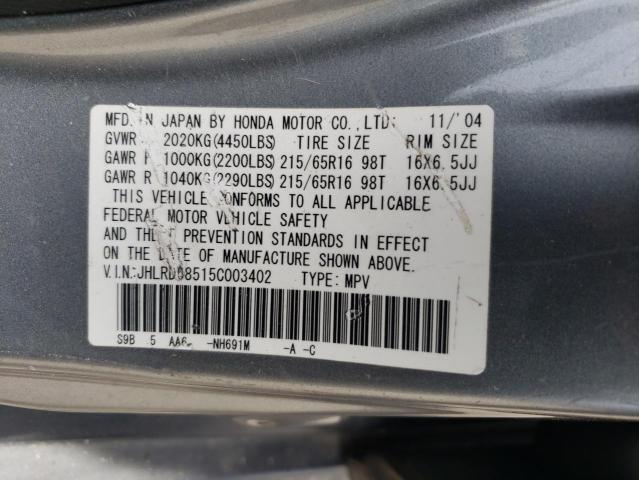 MFD. IN JAPAN BY HONDA MOTOR CO.,LTD: 11/'04
GVWR 2020KG(4450LBS) TIRE SIZE RIM SIZE
GAWR F 1000KG(2200LBS) 215/65R16 98T 16X6.5JJ
GAWR R 1040KG(2290LBS) 215/65R16 98T 16X6.5JJ
THIS VEHICLE CONFORMS TO ALL APPLICABLE
FEDERAL MOTOR VEHICLE SAFETY
AND THEFT PREVENTION STANDARDS IN EFFECT
ON THE DATE OF MANUFACTURE SHOWN ABOVE.
V.I.N.: TYPE: MPV
S9B 5 AA6 -NH691M -A -C